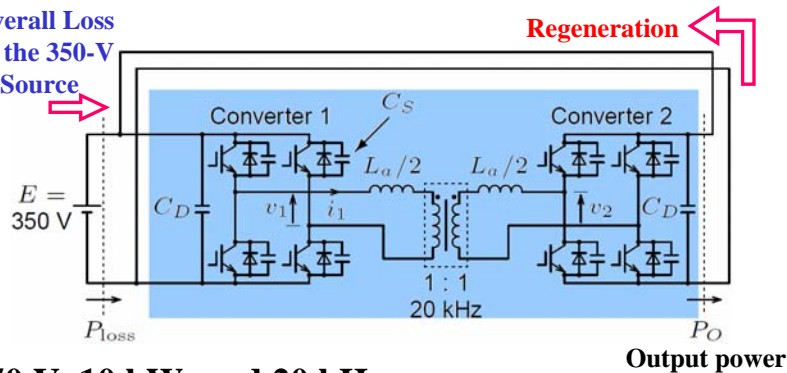 verall Loss
the 350-V
Source
Regeneration
Converter 1
C_S
Converter 2
L_a/2
L_a/2
E =
350 V
C_D
v_1
i_1
v_2
C_D
1 : 1
20 kHz
P_loss
P_O
Output power